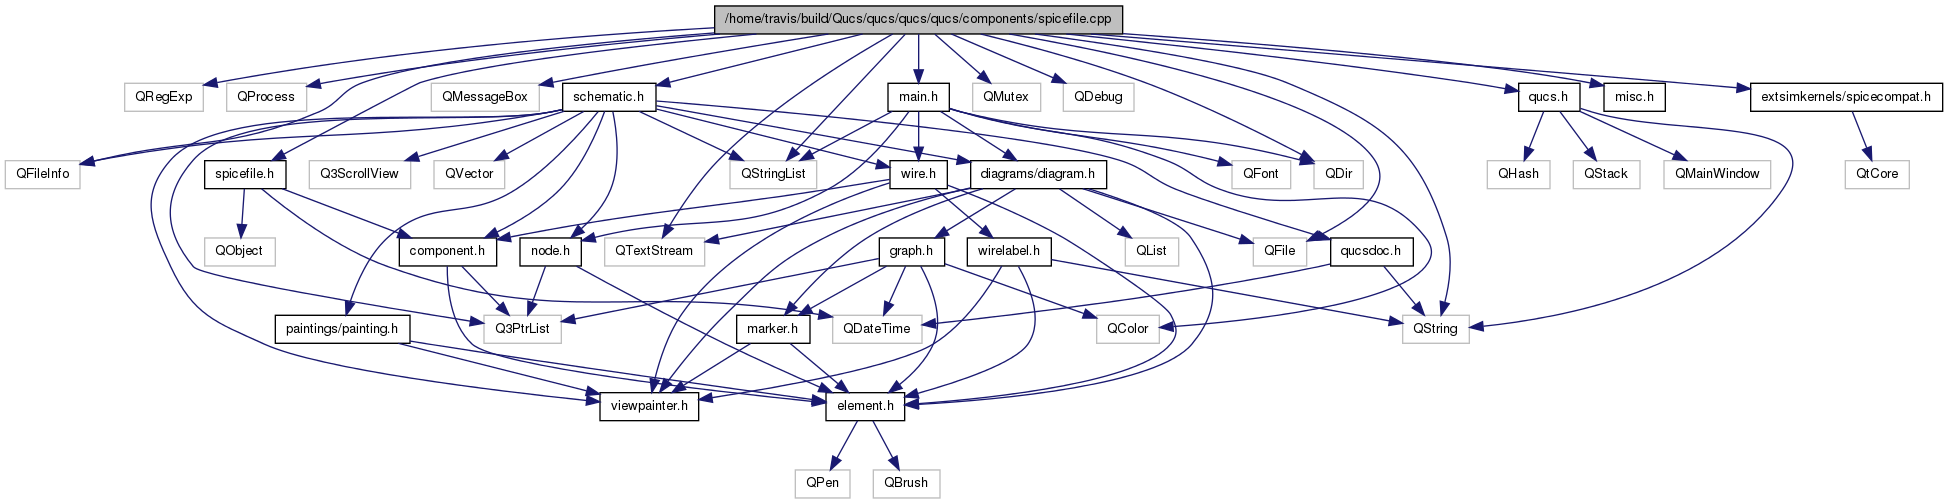 /home/travis/build/Qucs/qucs/qucs/qucs/components/spicefile.cpp
QRegExp
QProcess
QMessageBox
schematic.h
main.h
QMutex
QDebug
qucs.h
misc.h
extsimkernels/spicecompat.h
QFileInfo
spicefile.h
Q3ScrollView
QVector
QStringList
wire.h
diagrams/diagram.h
QFont
QDir
QHash
QStack
QMainWindow
QtCore
QObject
component.h
node.h
QTextStream
graph.h
wirelabel.h
QList
QFile
qucsdoc.h
paintings/painting.h
Q3PtrList
marker.h
QDateTime
QColor
QString
viewpainter.h
element.h
QPen
QBrush